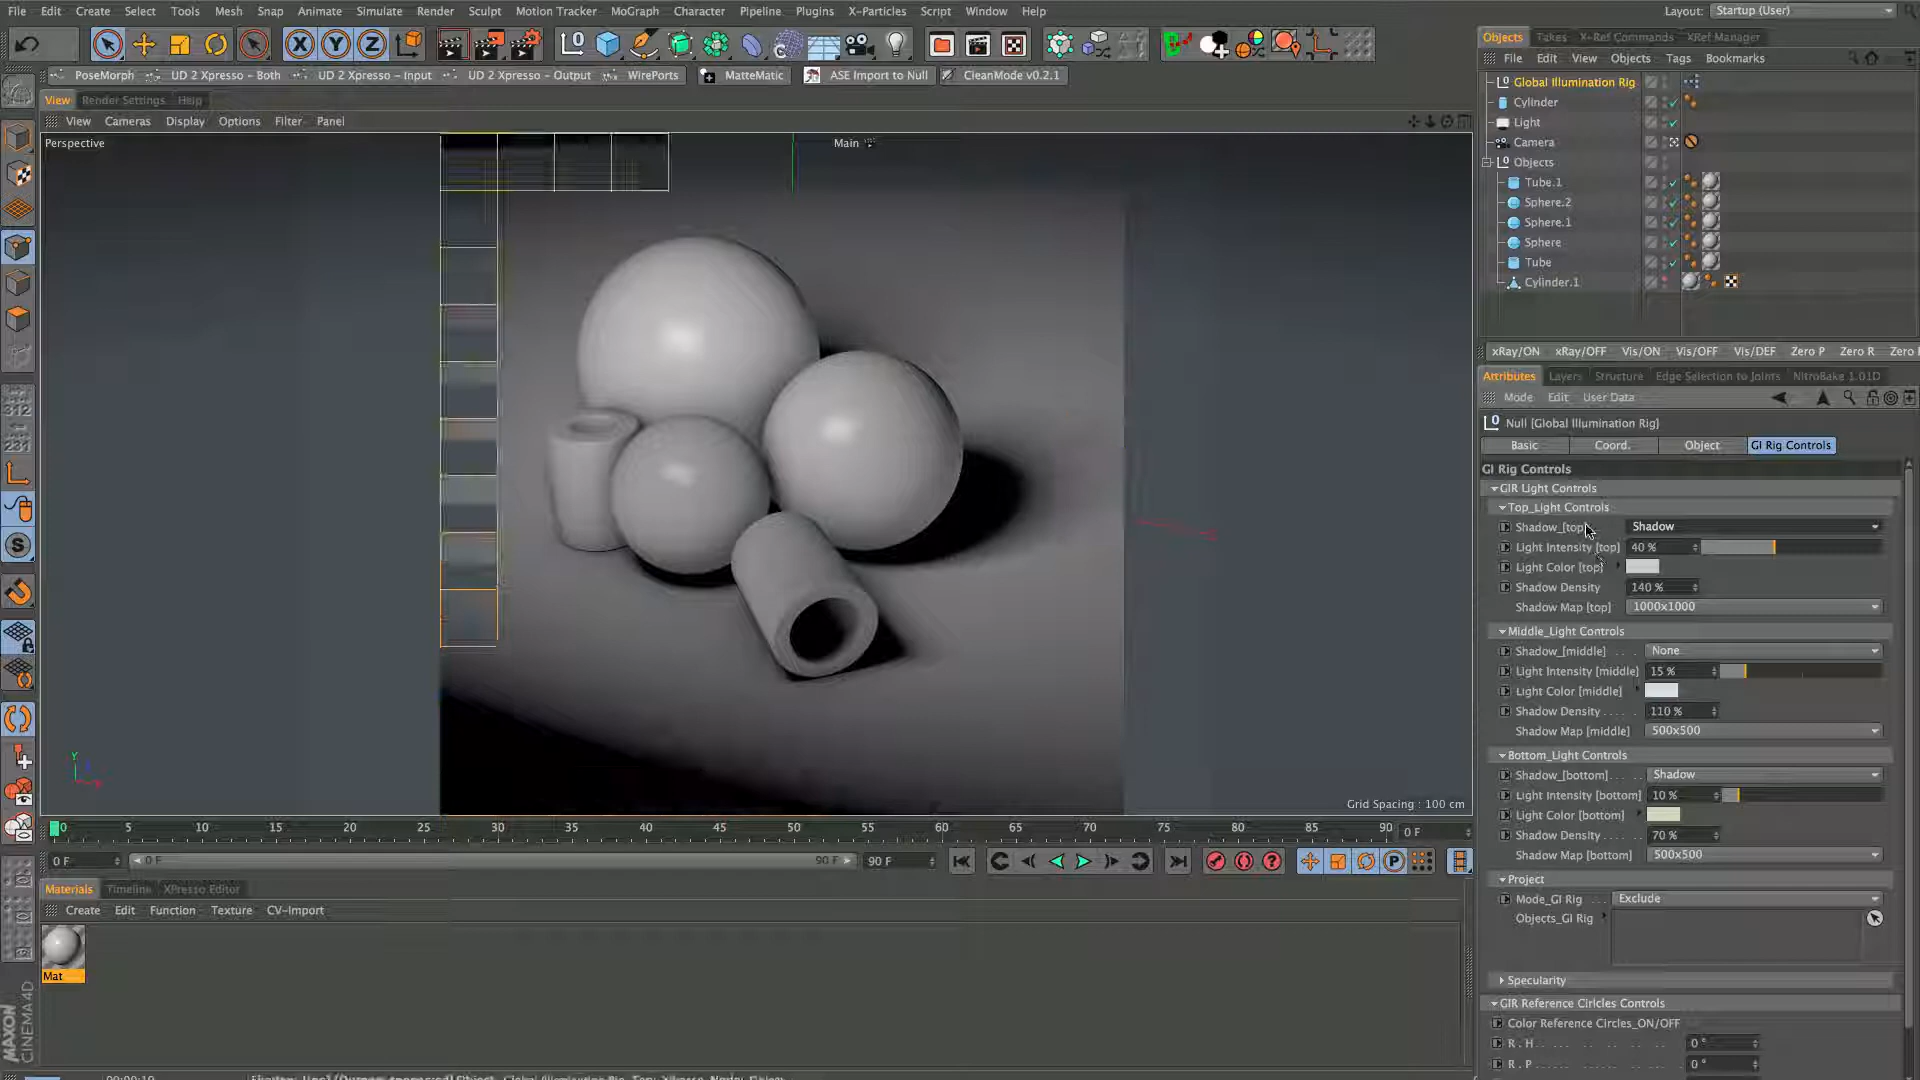 File Edit Create Select Tools Mesh Snap Animate Simulate Render Sculpt Motion Tracker MoGraph Character Pipeline Plugins X-Particles Script Window Help
Layout: Startup (User)
PoseMorph UD 2 Xpresso - Both UD 2 Xpresso - Input UD 2 Xpresso - Output WirePorts MatteMatic ASE Import to Null CleanMode v0.2.1
View Render Settings Help
View Cameras Display Options Filter Panel
Perspective
Main
Grid Spacing : 100 cm
0 5 10 15 20 25 30 35 40 45 50 55 60 65 70 75 80 85 90 0 F
0 F 0 F 90 F 90 F
Materials Timeline XPresso Editor
Create Edit Function Texture CV-Import
Mat
MAXON CINEMA4D
00:00:19
Objects Takes X-Ref Commands XRef Manager
File Edit View Objects Tags Bookmarks
Global Illumination Rig
Cylinder
Light
Camera
Objects
Tube.1
Sphere.2
Sphere.1
Sphere
Tube
Cylinder.1
xRay/ON xRay/OFF Vis/ON Vis/OFF Vis/DEF Zero P Zero R Zero
Attributes Layers Structure Edge Selection to Joints NitroBake 1.01D
Mode Edit User Data
Null [Global Illumination Rig]
Basic Coord. Object GI Rig Controls
GI Rig Controls
GIR Light Controls
Top_Light Controls
Shadow_[top] Shadow
Light Intensity [top] 40 %
Light Color [top]
Shadow Density 140 %
Shadow Map [top] 1000x1000
Middle_Light Controls
Shadow_[middle] . . . . None
Light Intensity [middle] 15 %
Light Color [middle]
Shadow Density . . . . . 110 %
Shadow Map [middle] 500x500
Bottom_Light Controls
Shadow_[bottom] . . . . Shadow
Light Intensity [bottom] 10 %
Light Color [bottom]
Shadow Density . . . . . 70 %
Shadow Map [bottom] 500x500
Project
Mode_GI Rig . . . Exclude
Objects_GI Rig
Specularity
GIR Reference Circles Controls
Color Reference Circles_ON/OFF
R . H 0 °
R . P 0 °